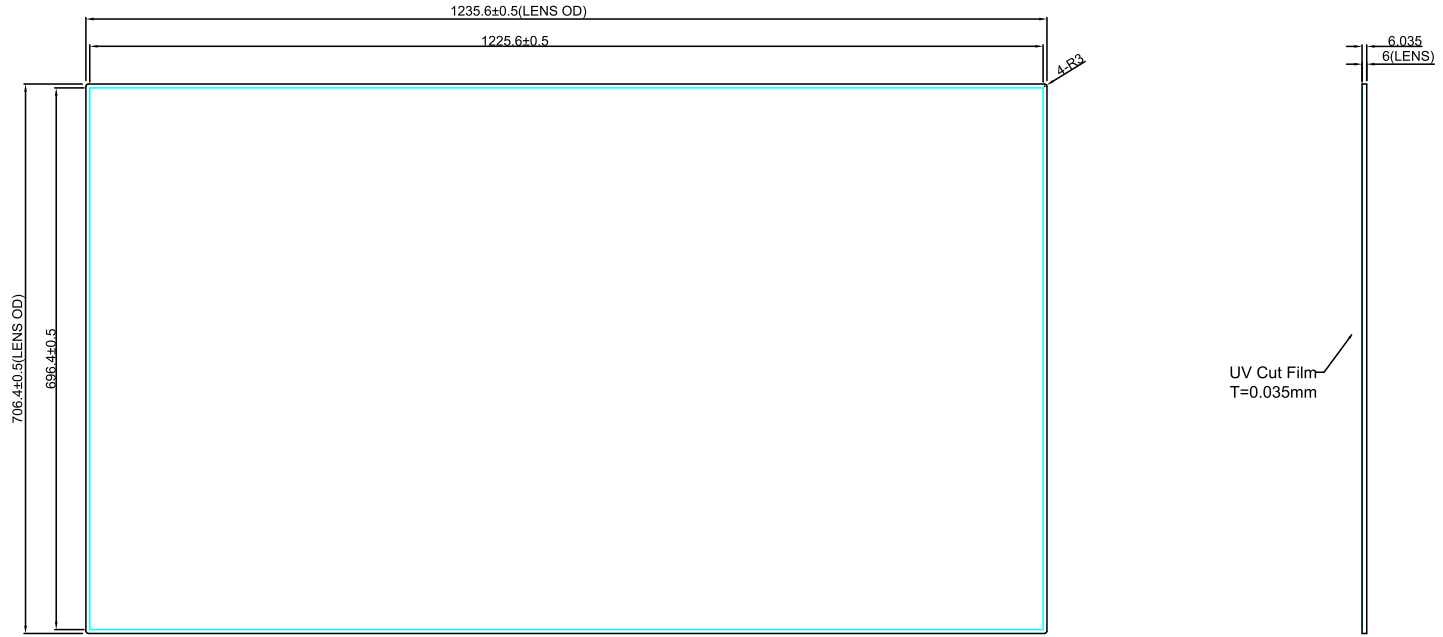 1235.6±0.5(LENS OD)
1225.6±0.5
4-R3
6.035
6(LENS)
706.4±0.5(LENS OD)
696.4±0.5
UV Cut Film
T=0.035mm